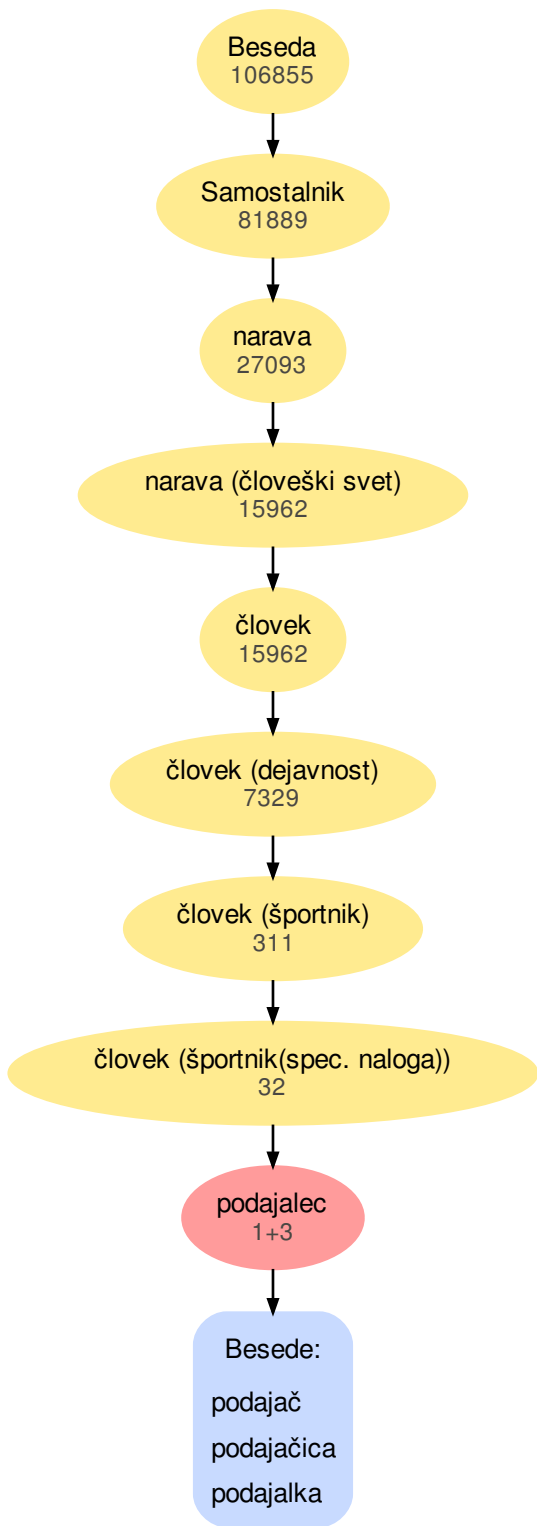 Beseda
106855
Samostalnik
81889
narava
27093
narava (človeški svet)
15962
človek
15962
človek (dejavnost)
7329
človek (športnik)
311
človek (športnik(spec. naloga))
32
podajalec
1+3
Besede:
podajač
podajačica
podajalka